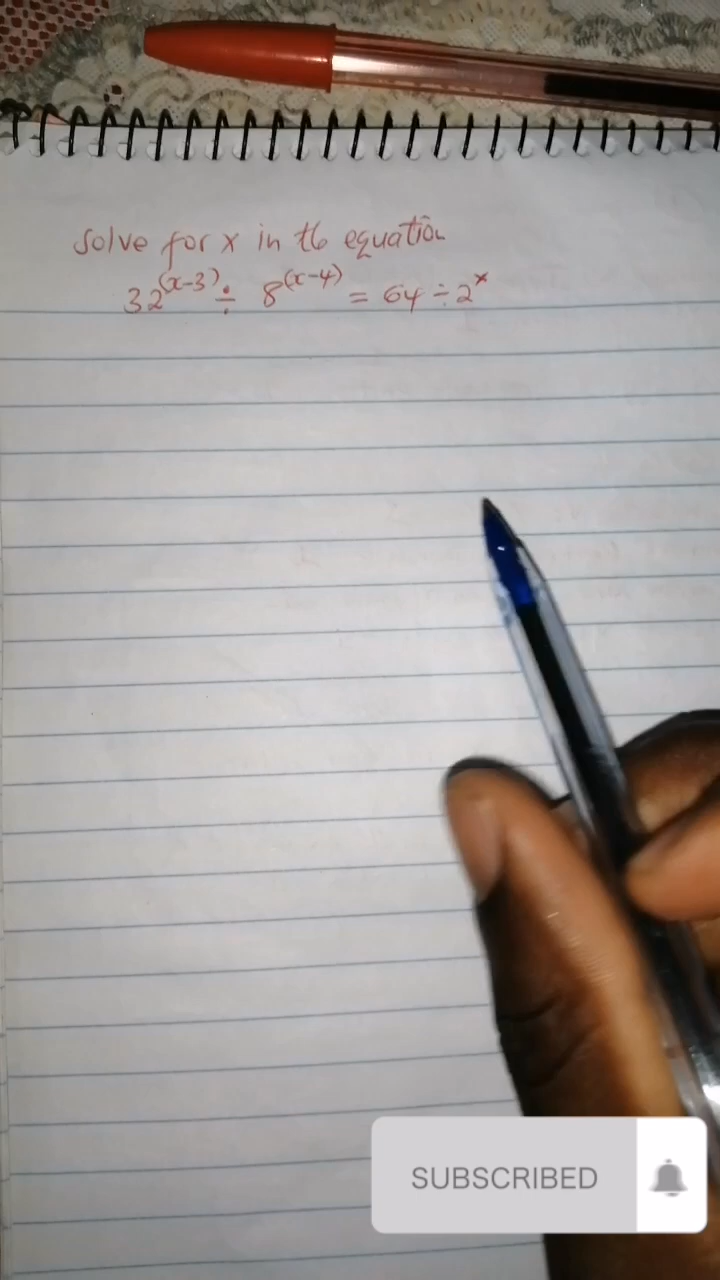 solve for x in the equation
32^(x-3) ÷ 8^(x-4) = 64 ÷ 2^x
SUBSCRIBED